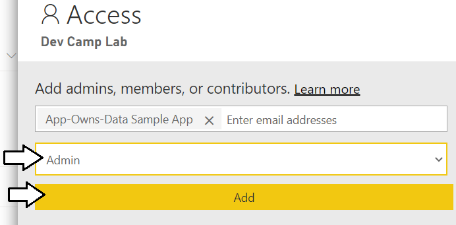 Access
Dev Camp Lab
Add admins, members, or contributors. Learn more
App-Owns-Data Sample App × Enter email addresses
Admin
Add